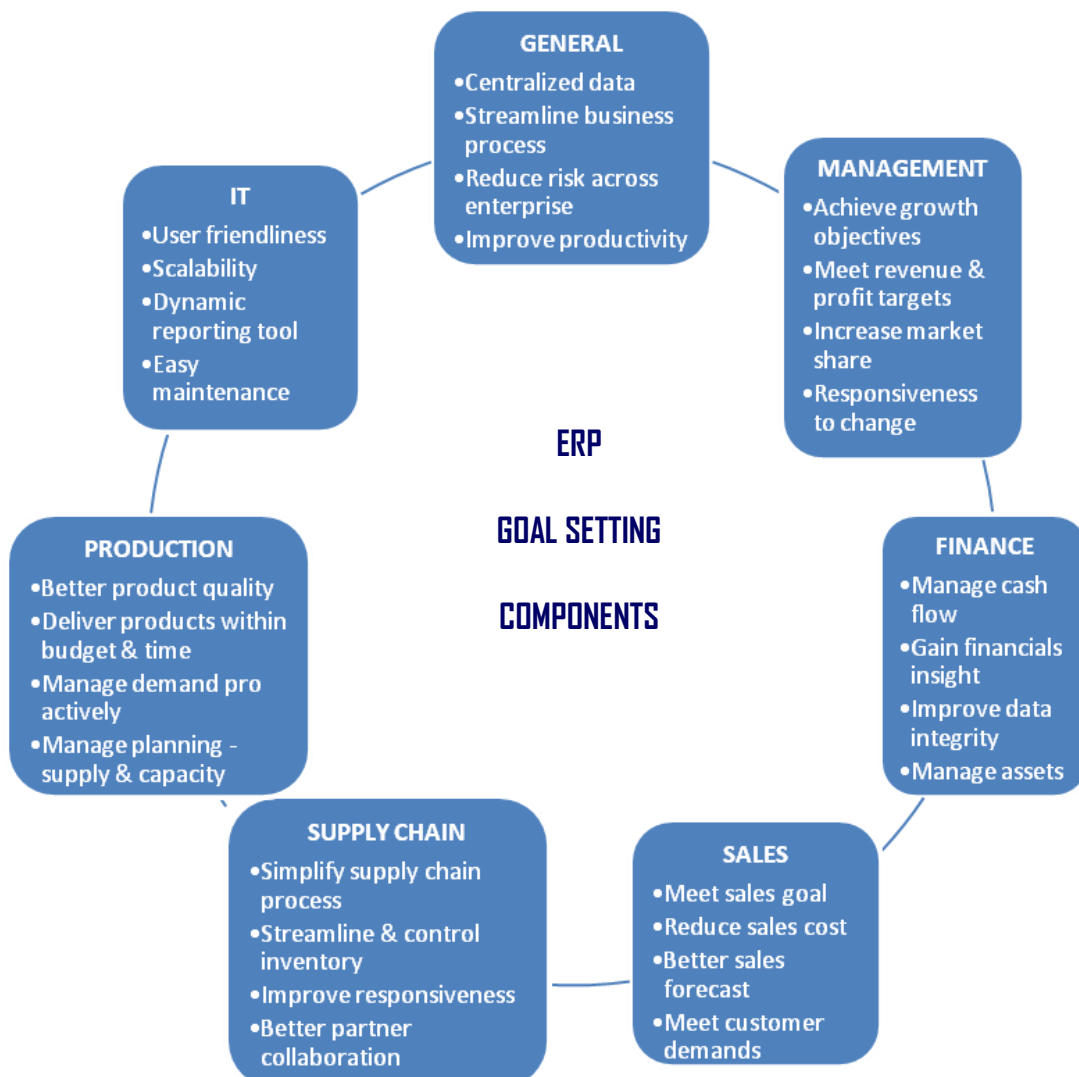 GENERAL
•Centralized data
•Streamline business
process
•Reduce risk across
enterprise
•Improve productivity
MANAGEMENT
•Achieve growth
objectives
•Meet revenue &
profit targets
•Increase market
share
•Responsiveness
to change
FINANCE
•Manage cash
flow
•Gain financials
insight
•Improve data
integrity
•Manage assets
SALES
•Meet sales goal
•Reduce sales cost
•Better sales
forecast
•Meet customer
demands
SUPPLY CHAIN
•Simplify supply chain
process
•Streamline & control
inventory
•Improve responsiveness
•Better partner
collaboration
PRODUCTION
•Better product quality
•Deliver products within
budget & time
•Manage demand pro
actively
•Manage planning -
supply & capacity
IT
•User friendliness
•Scalability
•Dynamic
reporting tool
•Easy
maintenance
ERP
GOAL SETTING
COMPONENTS